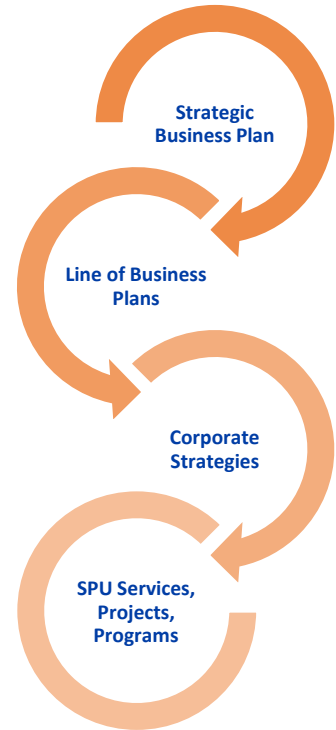 Strategic
Business Plan
Line of Business
Plans
Corporate
Strategies
SPU Services,
Projects,
Programs